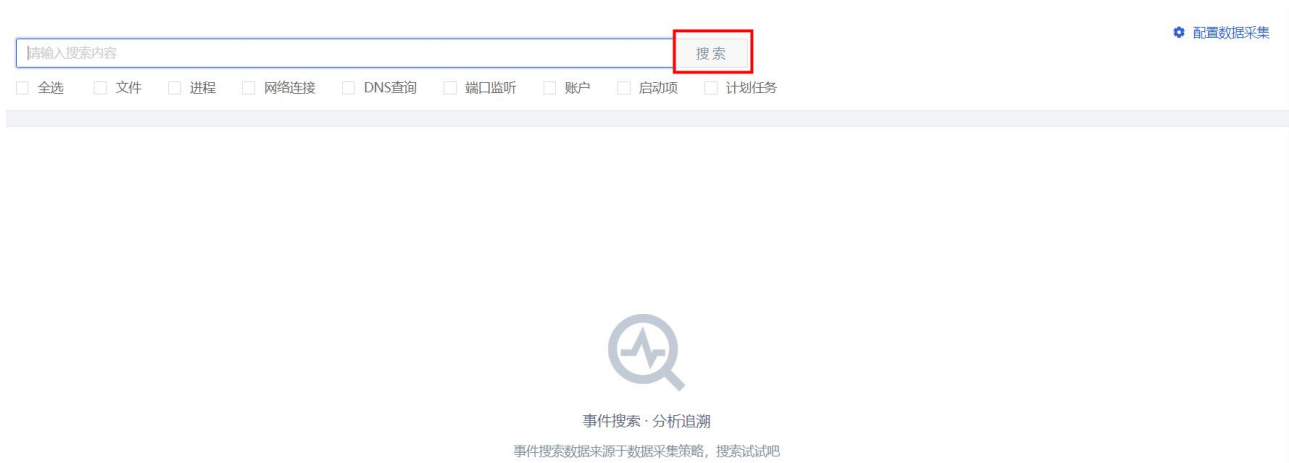 配置数据采集
请输入搜索内容 搜 索
全选 文件 进程 网络连接 DNS查询 端口监听 账户 启动项 计划任务
事件搜索 · 分析追溯
事件搜索数据来源于数据采集策略，搜索试试吧